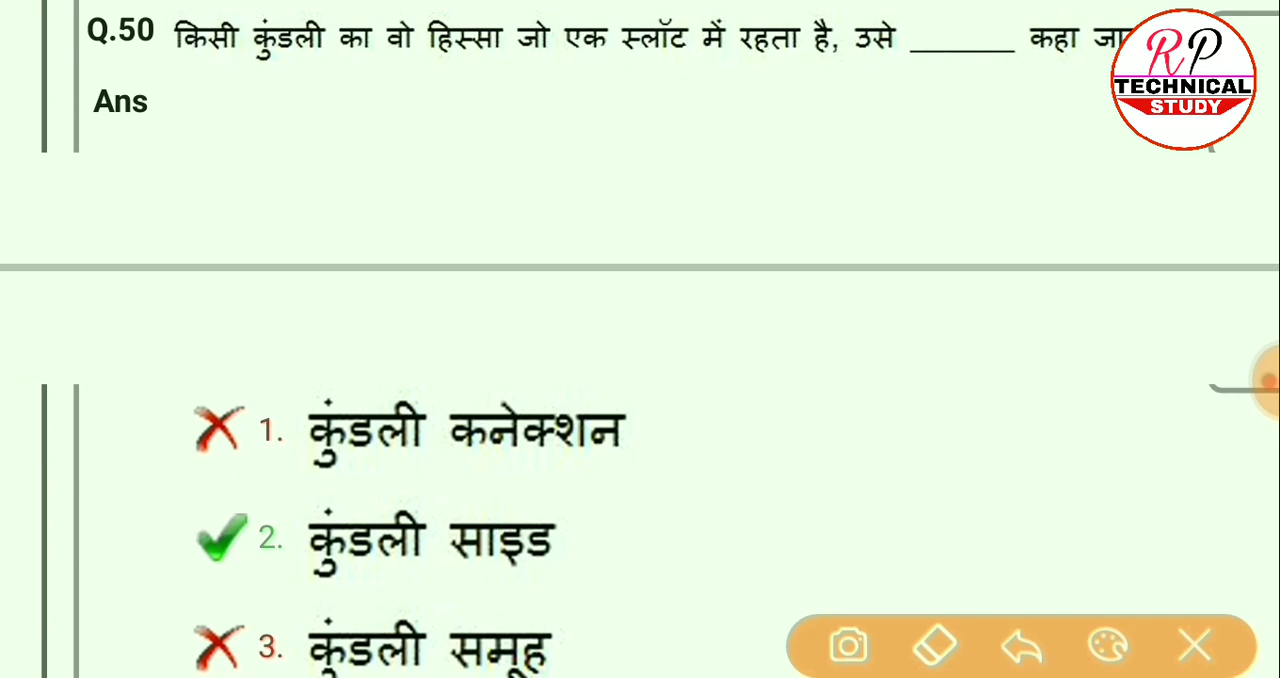 Q.50 किसी कुंडली का वो हिस्सा जो एक स्लॉट में रहता है, उसे _______ कहा
RP
TECHNICAL
STUDY
Ans
1. कुंडली कनेक्शन
2. कुंडली साइड
3. कुंडली समूह